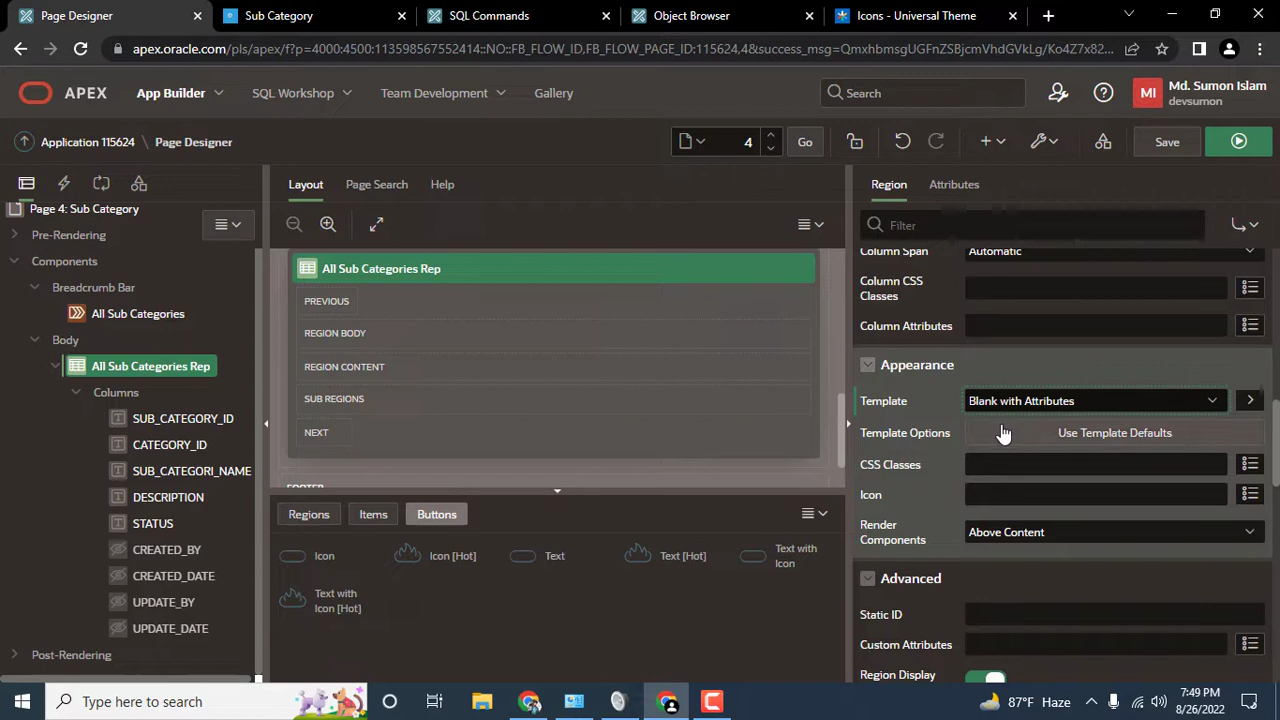 Page Designer
Sub Category
SQL Commands
Object Browser
Icons - Universal Theme
apex.oracle.com/pls/apex/f?p=4000:4500:113598567552414::NO::FB_FLOW_ID,FB_FLOW_PAGE_ID:115624,4&success_msg=QmxhbmsgUGFnZSBjcmVhdGVkLg/Ko4Z7x82...
APEX
App Builder
SQL Workshop
Team Development
Gallery
Search
MI
Md. Sumon Islam
devsumon
Application 115624
\
Page Designer
4
Go
Save
Layout
Page Search
Help
Region
Attributes
Page 4: Sub Category
Pre-Rendering
Components
Breadcrumb Bar
All Sub Categories
Body
All Sub Categories Rep
Columns
SUB_CATEGORY_ID
CATEGORY_ID
SUB_CATEGORI_NAME
DESCRIPTION
STATUS
CREATED_BY
CREATED_DATE
UPDATE_BY
UPDATE_DATE
Post-Rendering
All Sub Categories Rep
PREVIOUS
REGION BODY
REGION CONTENT
SUB REGIONS
NEXT
FOOTER
Regions
Items
Buttons
Icon
Icon [Hot]
Text
Text [Hot]
Text with
Icon
Text with
Icon [Hot]
Filter
Column Span
Automatic
Column CSS
Classes
Column Attributes
Appearance
Template
Blank with Attributes
Template Options
Use Template Defaults
CSS Classes
Icon
Render
Components
Above Content
Advanced
Static ID
Custom Attributes
Region Display
Type here to search
87°F Haze
7:49 PM
8/26/2022